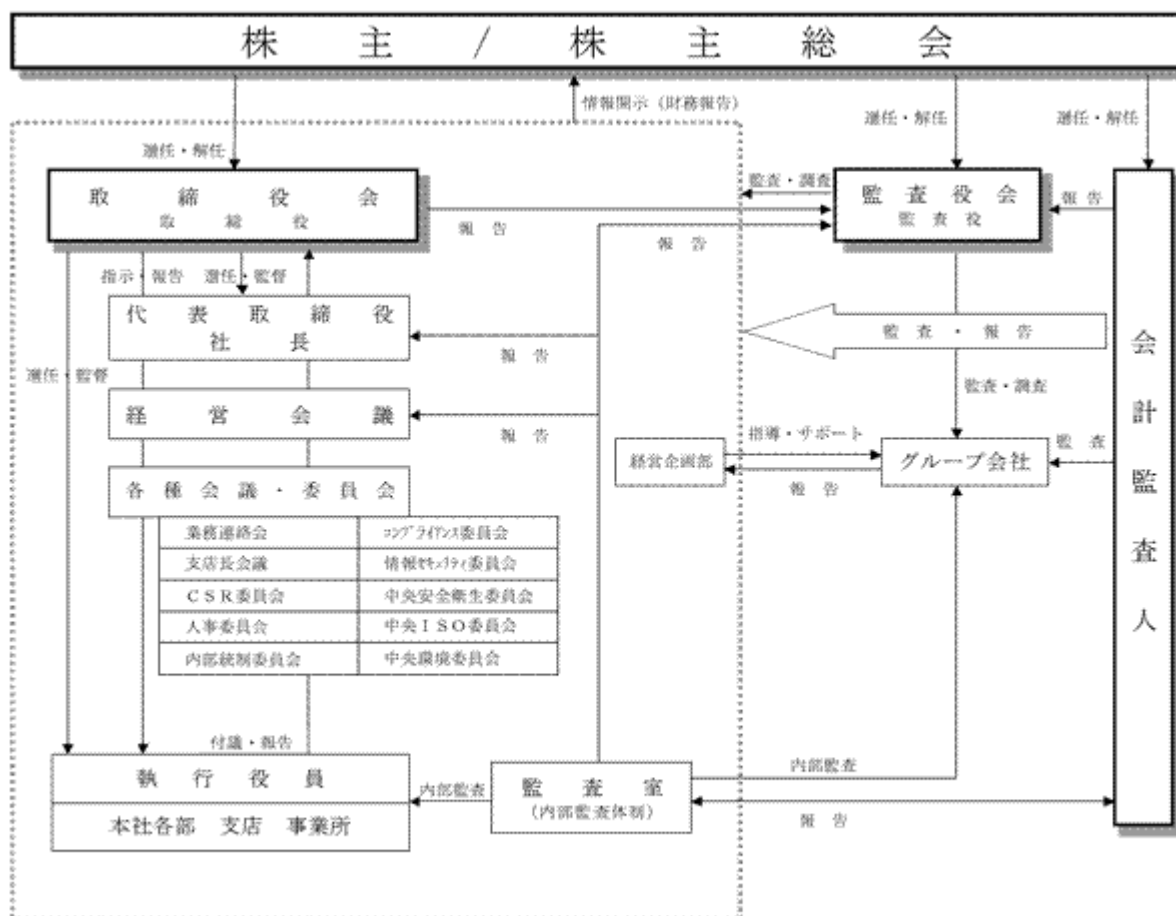 株主/株主総会
情報開示（財務報告）
選任・解任
選任・解任
選任・解任
取締役会
取締役
監査・調査
監査役会
監査役
報告
報告
報告
指示・報告
選任・監督
代表取締役
社長
報告
監査・報告
会計監査人
選任・監督
監査・調査
経営会議
報告
指導・サポート
経営企画部
グループ会社
監査
報告
各種会議・委員会
業務連絡会
コンプライアンス委員会
支店長会議
情報セキュリティ委員会
CSR委員会
中央安全衛生委員会
人事委員会
中央ISO委員会
内部統制委員会
中央環境委員会
付議・報告
執行役員
本社各部 支店 事業所
内部監査
監査室
（内部監査体制）
内部監査
報告